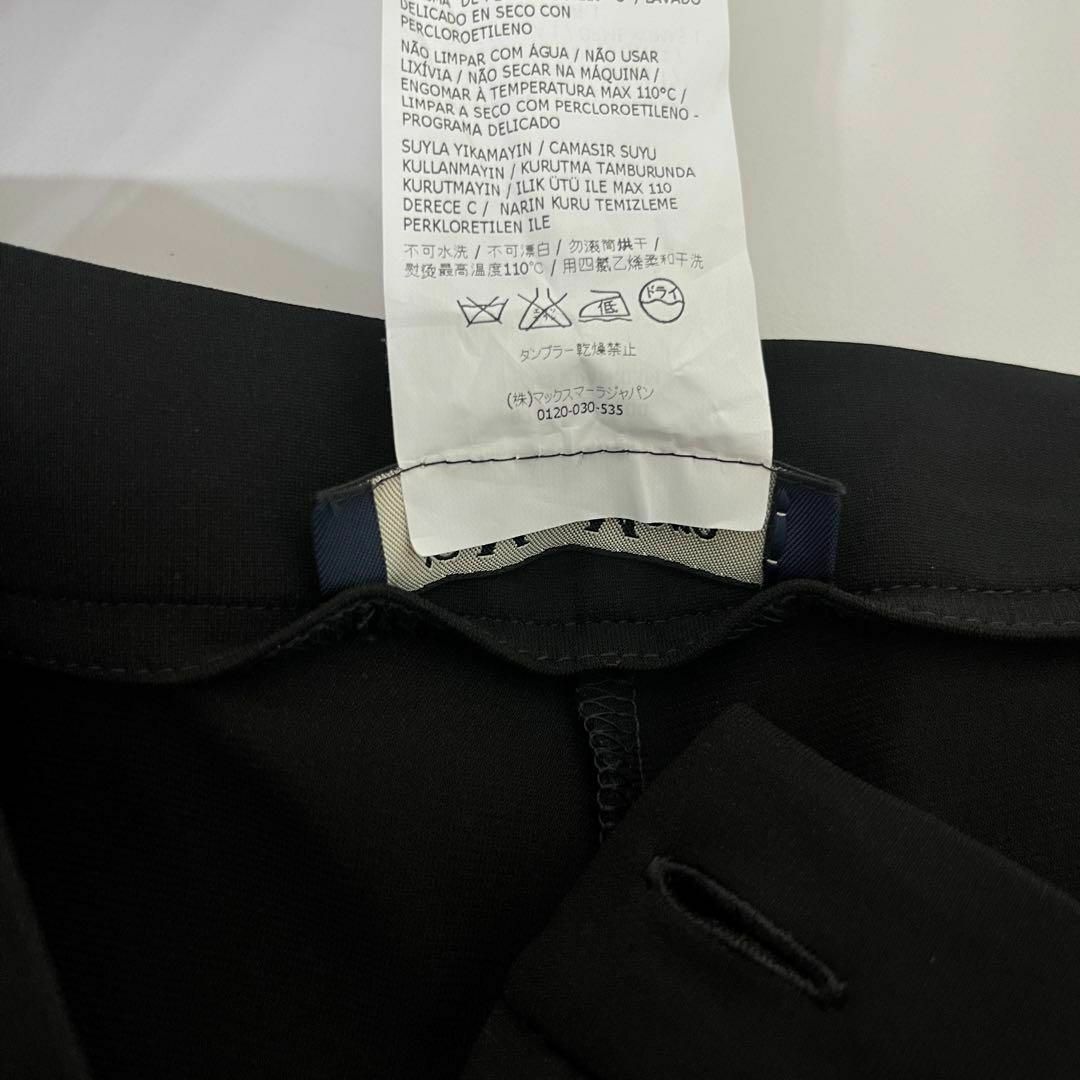 DELICADO EN SECO CON
PERCLOROETILENO
NÃO LIMPAR COM ÁGUA / NÃO USAR
LIXÍVIA / NÃO SECAR NA MÁQUINA /
ENGOMAR À TEMPERATURA MAX 110°C /
LIMPAR A SECO COM PERCLOROETILENO -
PROGRAMA DELICADO
SUYLA YIKAMAYIN / CAMASIR SUYU
KULLANMAYIN / KURUTMA TAMBURUNDA
KURUTMAYIN / ILIK ÜTÜ ILE MAX 110
DERECE C / NARIN KURU TEMIZLEME
PERKLORETILEN ILE
不可水洗 / 不可漂白 / 勿滚筒烘干 /
熨烫最高温度110°C / 用四氯乙烯柔和干洗
低 ドライ
タンブラー乾燥禁止
(株)マックスマーラジャパン
0120-030-535